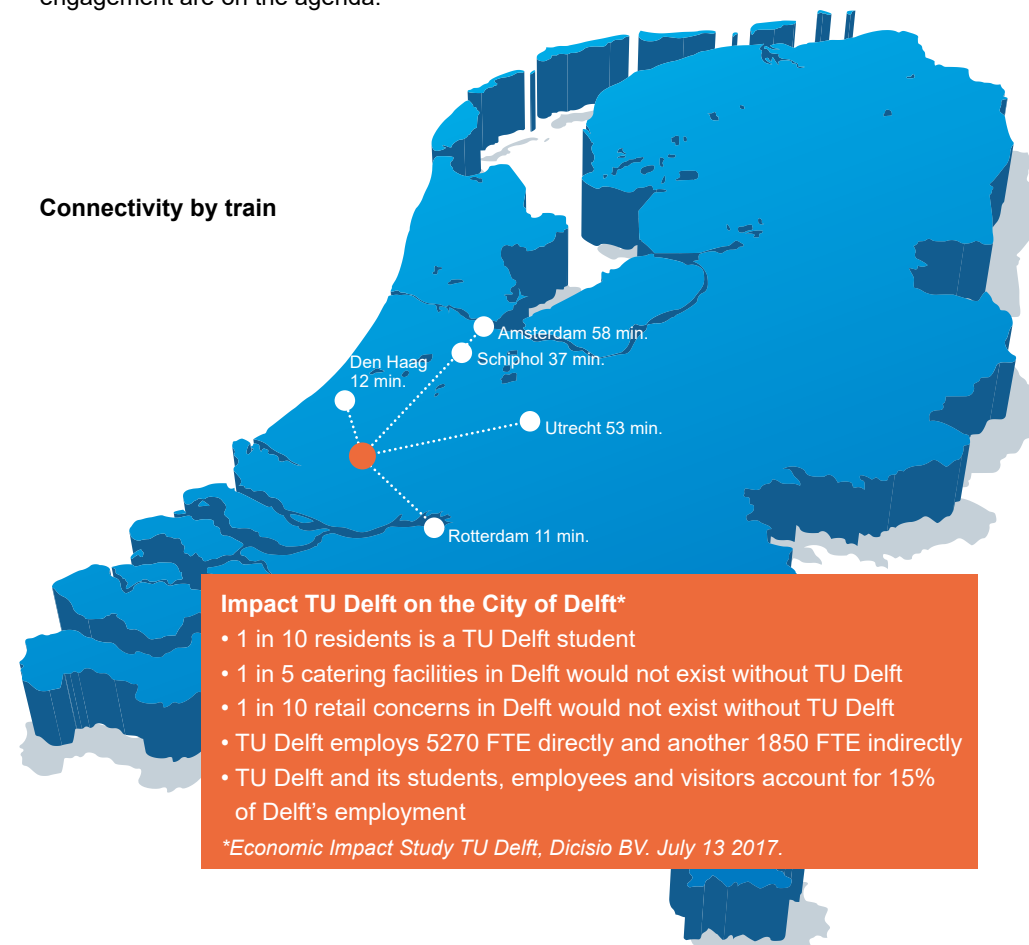 engagement are on the agenda.
Connectivity by train
Amsterdam 58 min.
Schiphol 37 min.
Den Haag
12 min.
Utrecht 53 min.
Rotterdam 11 min.
Impact TU Delft on the City of Delft*
• 1 in 10 residents is a TU Delft student
• 1 in 5 catering facilities in Delft would not exist without TU Delft
• 1 in 10 retail concerns in Delft would not exist without TU Delft
• TU Delft employs 5270 FTE directly and another 1850 FTE indirectly
• TU Delft and its students, employees and visitors account for 15%
of Delft's employment
*Economic Impact Study TU Delft, Dicisio BV. July 13 2017.